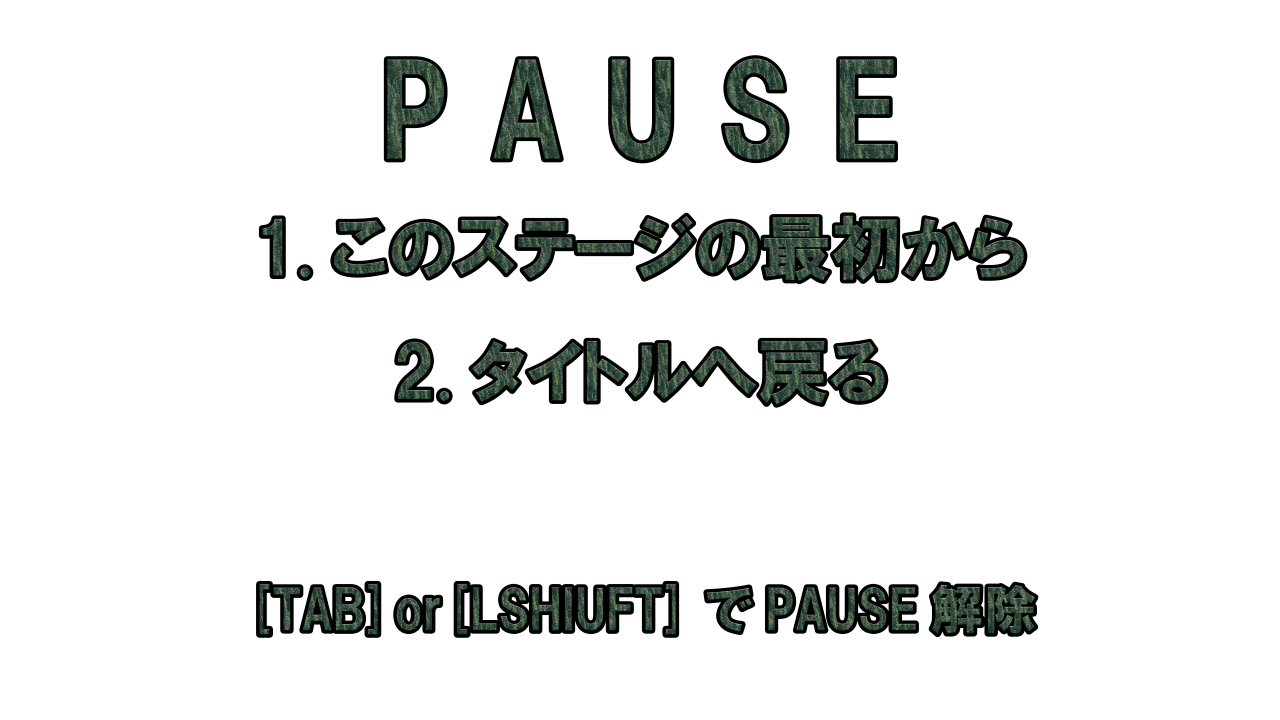 PAUSE
1. このステージの最初から
2. タイトルへ戻る
[TAB] or [LSHIUFT] で PAUSE 解除